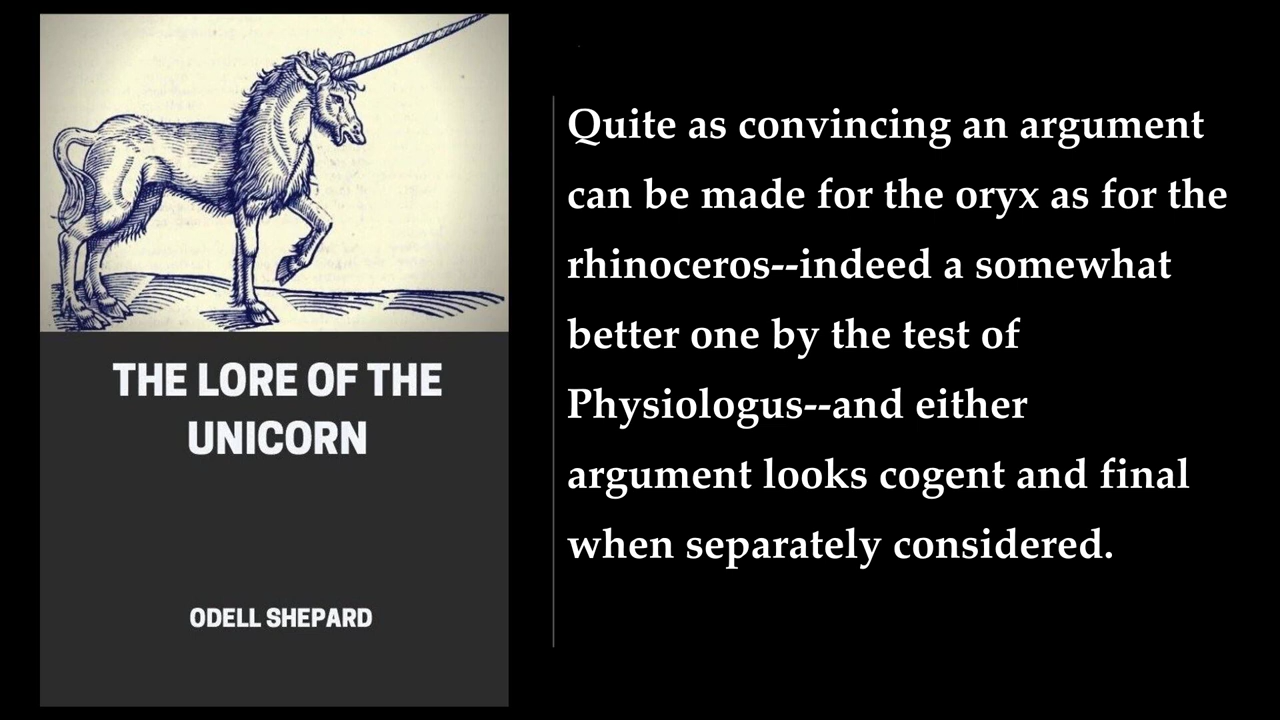 THE LORE OF THE
UNICORN
ODELL SHEPARD
Quite as convincing an argument
can be made for the oryx as for the
rhinoceros--indeed a somewhat
better one by the test of
Physiologus--and either
argument looks cogent and final
when separately considered.